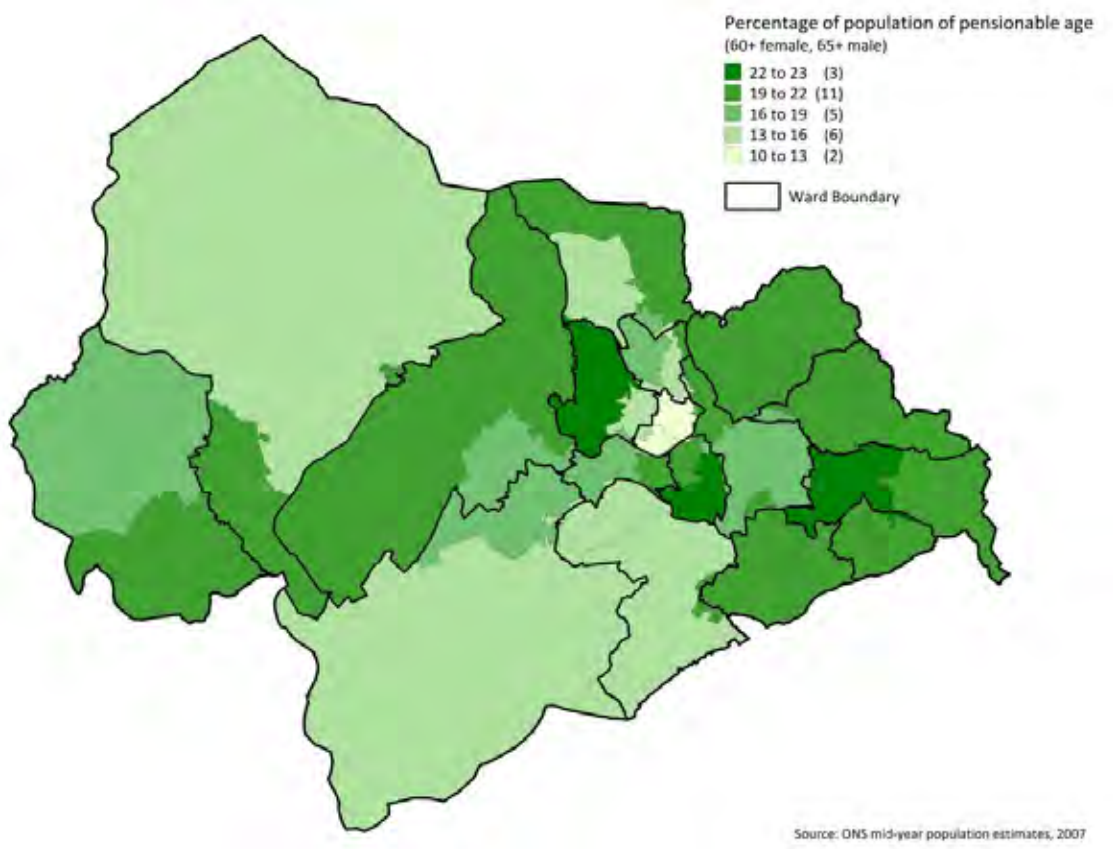 Percentage of population of pensionable age
(60+ female, 65+ male)
22 to 23 (3)
19 to 22 (11)
16 to 19 (5)
13 to 16 (6)
10 to 13 (2)
Ward Boundary
Source: ONS mid-year population estimates, 2007